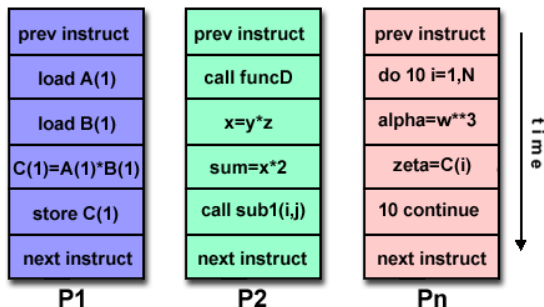 prev instruct
load A(1)
load B(1)
C(1)=A(1)*B(1)
store C(1)
next instruct
P1
prev instruct
call funcD
x=y*z
sum=x*2
call sub1(i,j)
next instruct
P2
prev instruct
do 10 i=1,N
alpha=w**3
zeta=C(i)
10 continue
next instruct
Pn
time